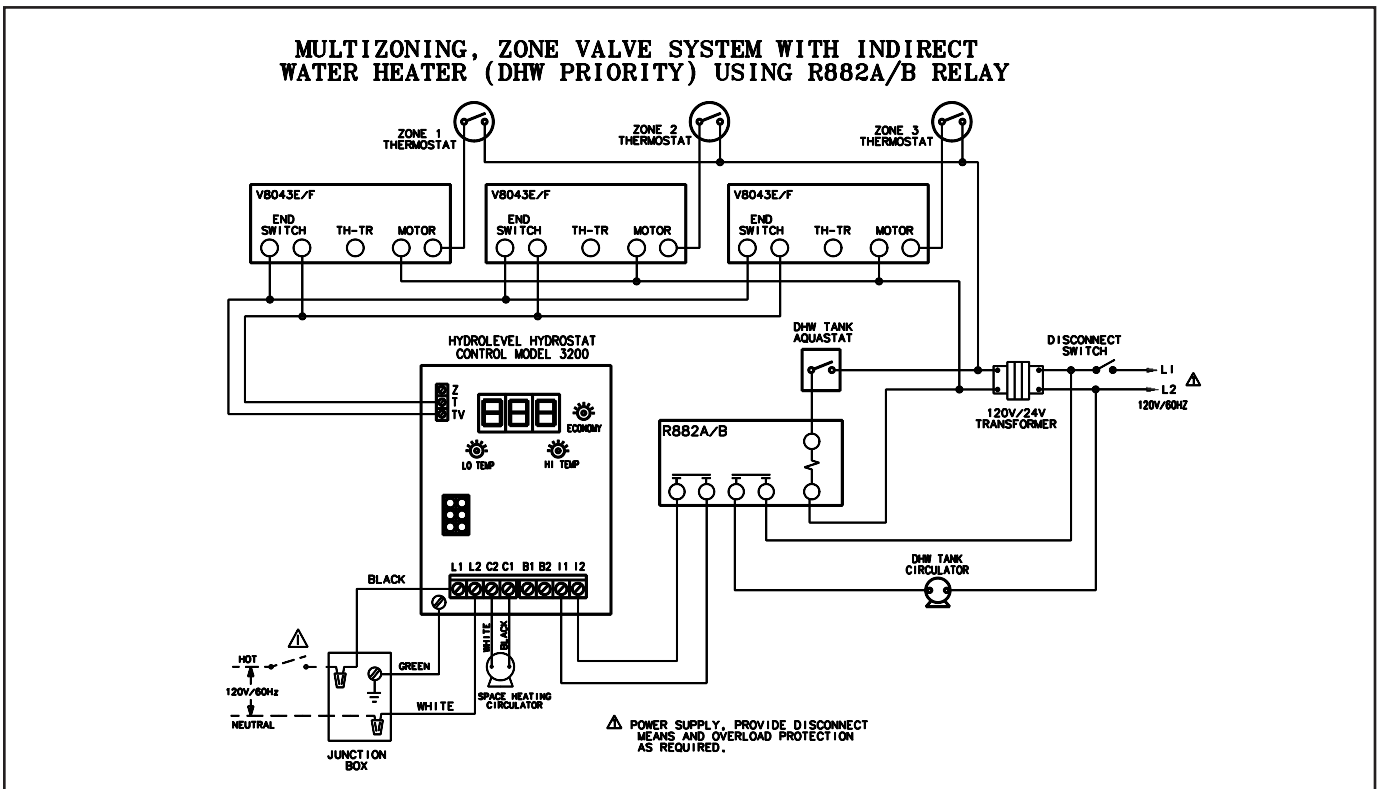 MULTIZONING, ZONE VALVE SYSTEM WITH INDIRECT
WATER HEATER (DHW PRIORITY) USING R882A/B RELAY
ZONE 1
THERMOSTAT
ZONE 2
THERMOSTAT
ZONE 3
THERMOSTAT
V8043E/F
END
SWITCH
TH-TR
MOTOR
V8043E/F
END
SWITCH
TH-TR
MOTOR
V8043E/F
END
SWITCH
TH-TR
MOTOR
HYDROLEVEL HYDROSTAT
CONTROL MODEL 3200
Z
T
TV
888
ECONOMY
LO TEMP
HI TEMP
L1 L2 C2 C1 B1 B2 I1 I2
DHW TANK
AQUASTAT
DISCONNECT
SWITCH
L1
L2
!
120V/60HZ
120V/24V
TRANSFORMER
R882A/B
DHW TANK
CIRCULATOR
BLACK
WHITE
BLACK
GREEN
WHITE
SPACE HEATING
CIRCULATOR
!
HOT
120V/60Hz
NEUTRAL
JUNCTION
BOX
! POWER SUPPLY, PROVIDE DISCONNECT
MEANS AND OVERLOAD PROTECTION
AS REQUIRED.